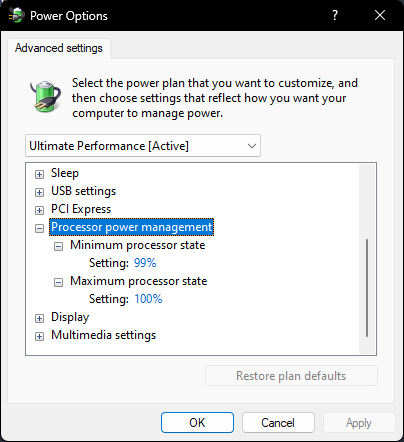 Power Options
?
Advanced settings
Select the power plan that you want to customize, and
then choose settings that reflect how you want your
computer to manage power.
Ultimate Performance [Active]
Sleep
USB settings
PCI Express
Processor power management
Minimum processor state
Setting: 99%
Maximum processor state
Setting: 100%
Display
Multimedia settings
Restore plan defaults
OK Cancel Apply